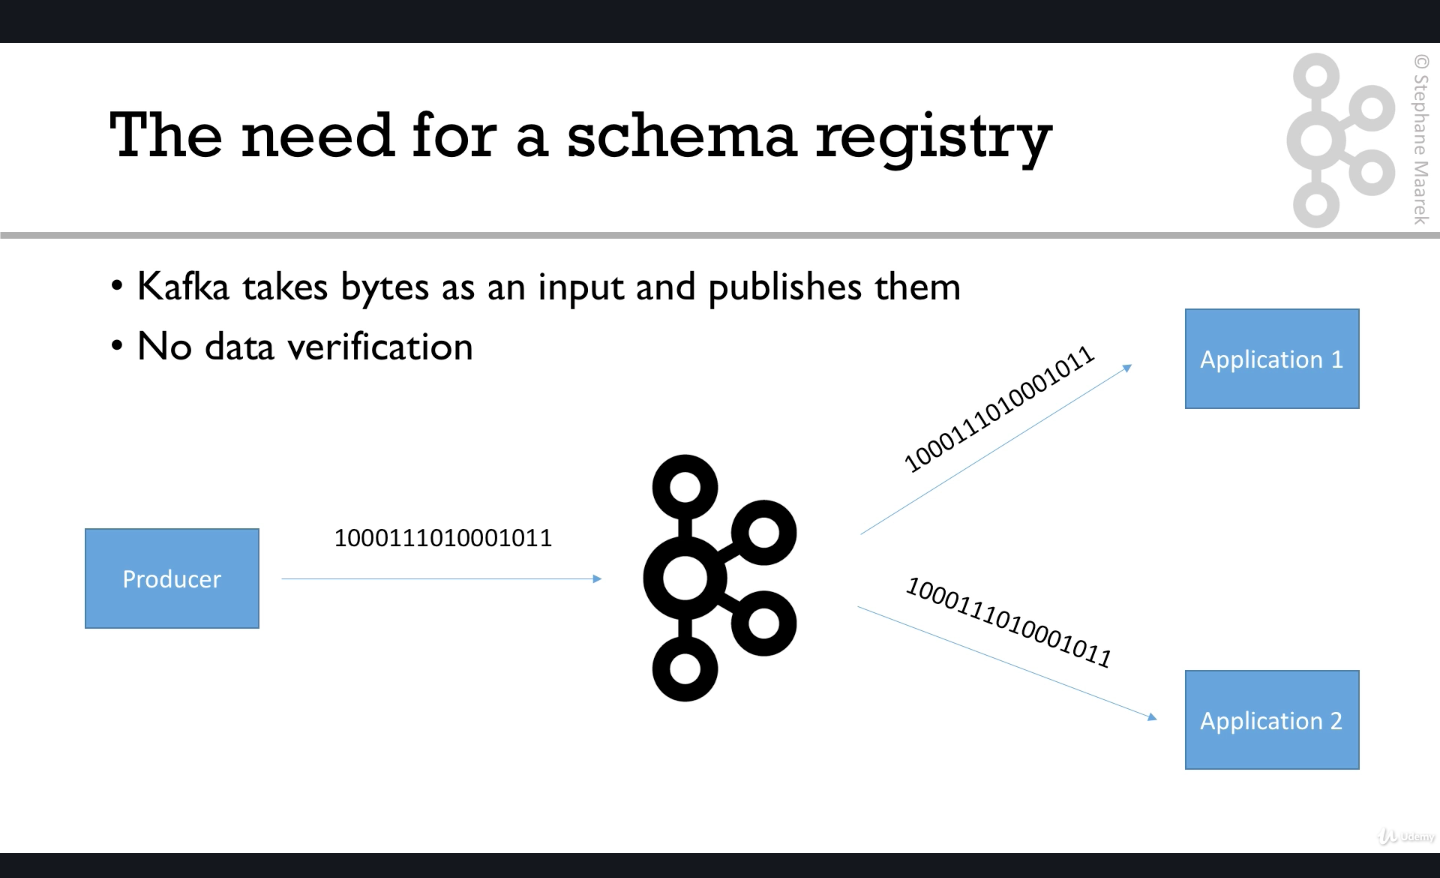 The need for a schema registry
© Stephane Maarek
• Kafka takes bytes as an input and publishes them
• No data verification
Application 1
1000111010001011
1000111010001011
Producer
1000111010001011
Application 2
Udemy